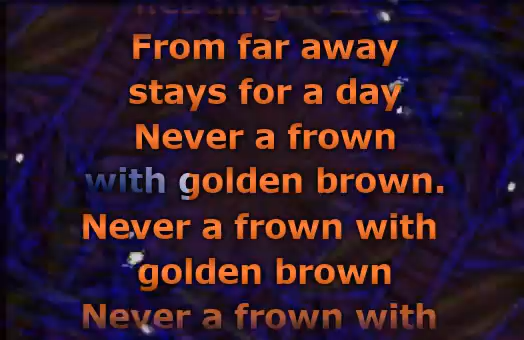 From far away
stays for a day
Never a frown
with golden brown.
Never a frown with
golden brown
Never a frown with